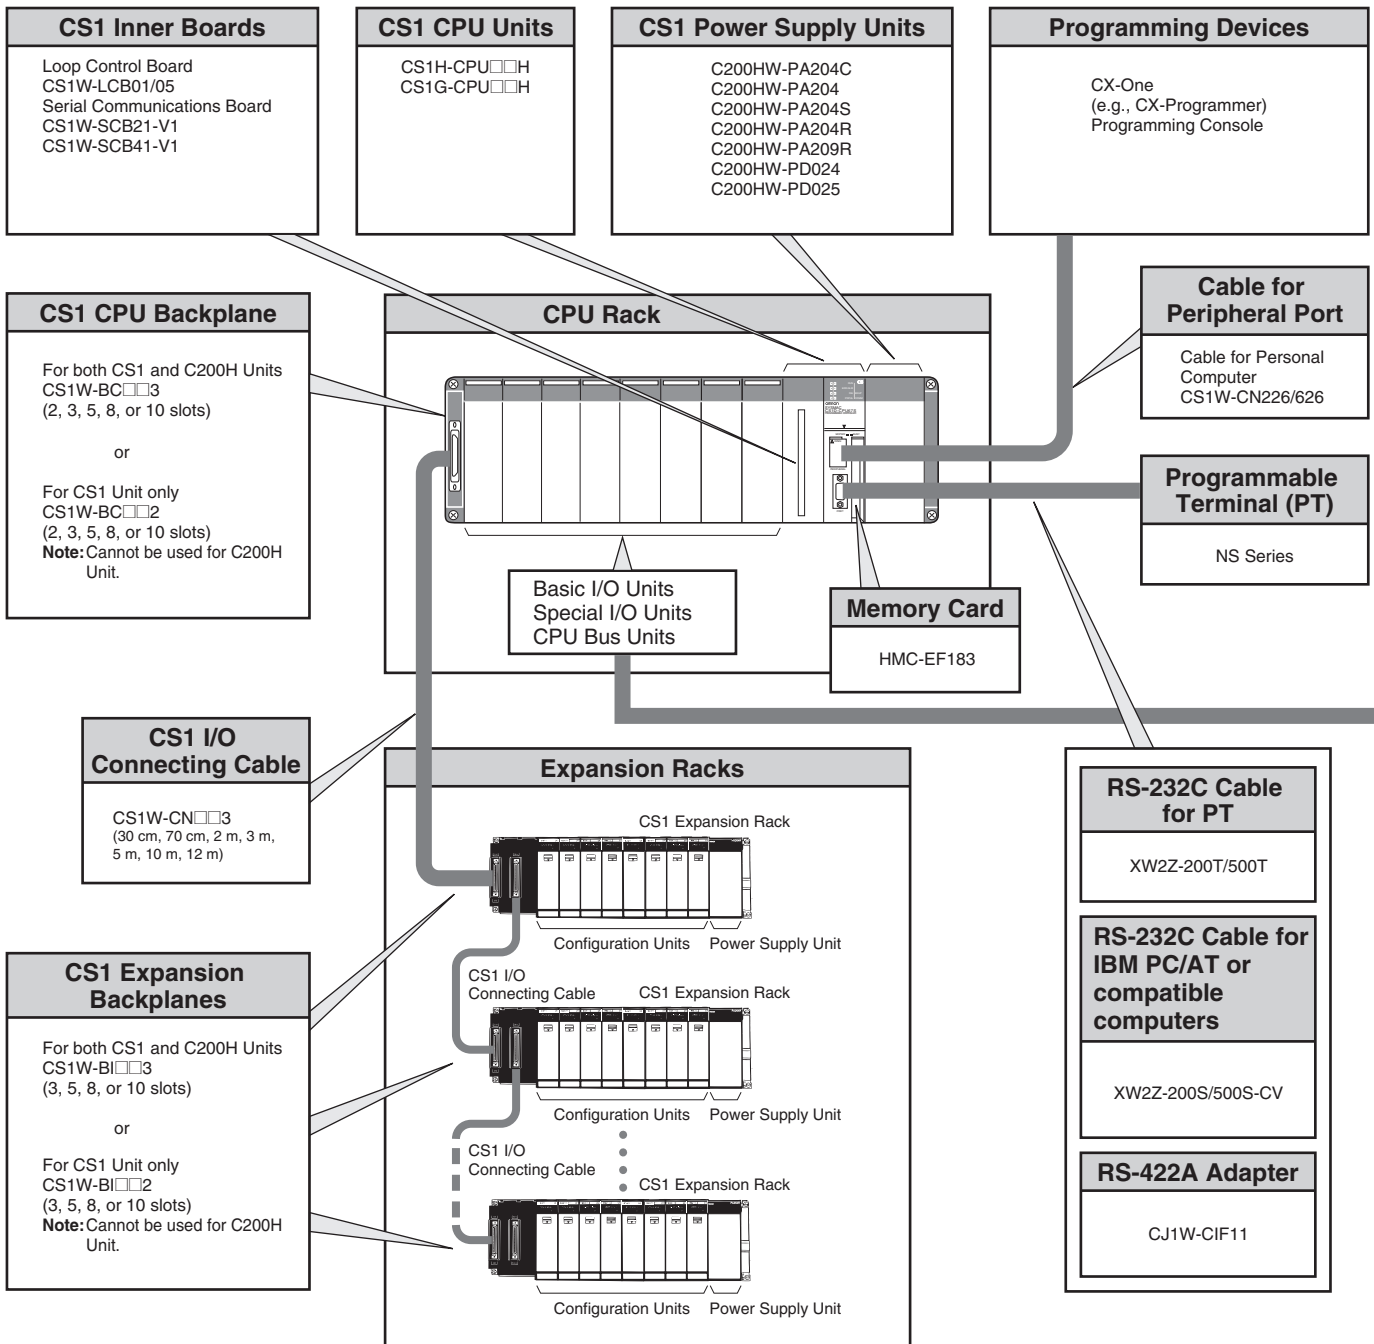 CS1 Inner Boards
Loop Control Board
CS1W-LCB01/05
Serial Communications Board
CS1W-SCB21-V1
CS1W-SCB41-V1
CS1 CPU Units
CS1H-CPU□□H
CS1G-CPU□□H
CS1 Power Supply Units
C200HW-PA204C
C200HW-PA204
C200HW-PA204S
C200HW-PA204R
C200HW-PA209R
C200HW-PD024
C200HW-PD025
Programming Devices
CX-One
(e.g., CX-Programmer)
Programming Console
CS1 CPU Backplane
For both CS1 and C200H Units
CS1W-BC□□3
(2, 3, 5, 8, or 10 slots)
or
For CS1 Unit only
CS1W-BC□□2
(2, 3, 5, 8, or 10 slots)
Note: Cannot be used for C200H
Unit.
CPU Rack
Basic I/O Units
Special I/O Units
CPU Bus Units
Memory Card
HMC-EF183
Cable for
Peripheral Port
Cable for Personal
Computer
CS1W-CN226/626
Programmable
Terminal (PT)
NS Series
CS1 I/O
Connecting Cable
CS1W-CN□□3
(30 cm, 70 cm, 2 m, 3 m,
5 m, 10 m, 12 m)
Expansion Racks
CS1 Expansion Rack
Configuration Units
Power Supply Unit
CS1 I/O
Connecting Cable
CS1 Expansion Rack
Configuration Units
Power Supply Unit
CS1 I/O
Connecting Cable
CS1 Expansion Rack
Configuration Units
Power Supply Unit
CS1 Expansion
Backplanes
For both CS1 and C200H Units
CS1W-BI□□3
(3, 5, 8, or 10 slots)
or
For CS1 Unit only
CS1W-BI□□2
(3, 5, 8, or 10 slots)
Note: Cannot be used for C200H
Unit.
RS-232C Cable
for PT
XW2Z-200T/500T
RS-232C Cable for
IBM PC/AT or
compatible
computers
XW2Z-200S/500S-CV
RS-422A Adapter
CJ1W-CIF11